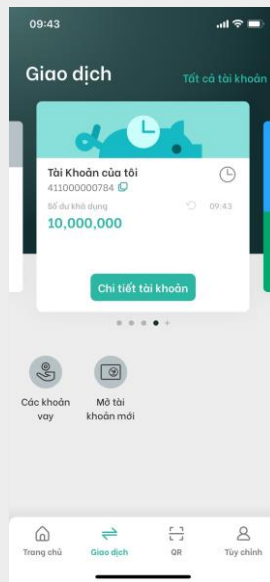 09:43
Giao dịch
Tất cả tài khoản
Tài Khoản của tôi
411000000784
Số dư khả dụng
09:43
10,000,000
Chi tiết tài khoản
Các khoản vay
Mở tài khoản mới
Trang chủ
Giao dịch
QR
Tùy chỉnh